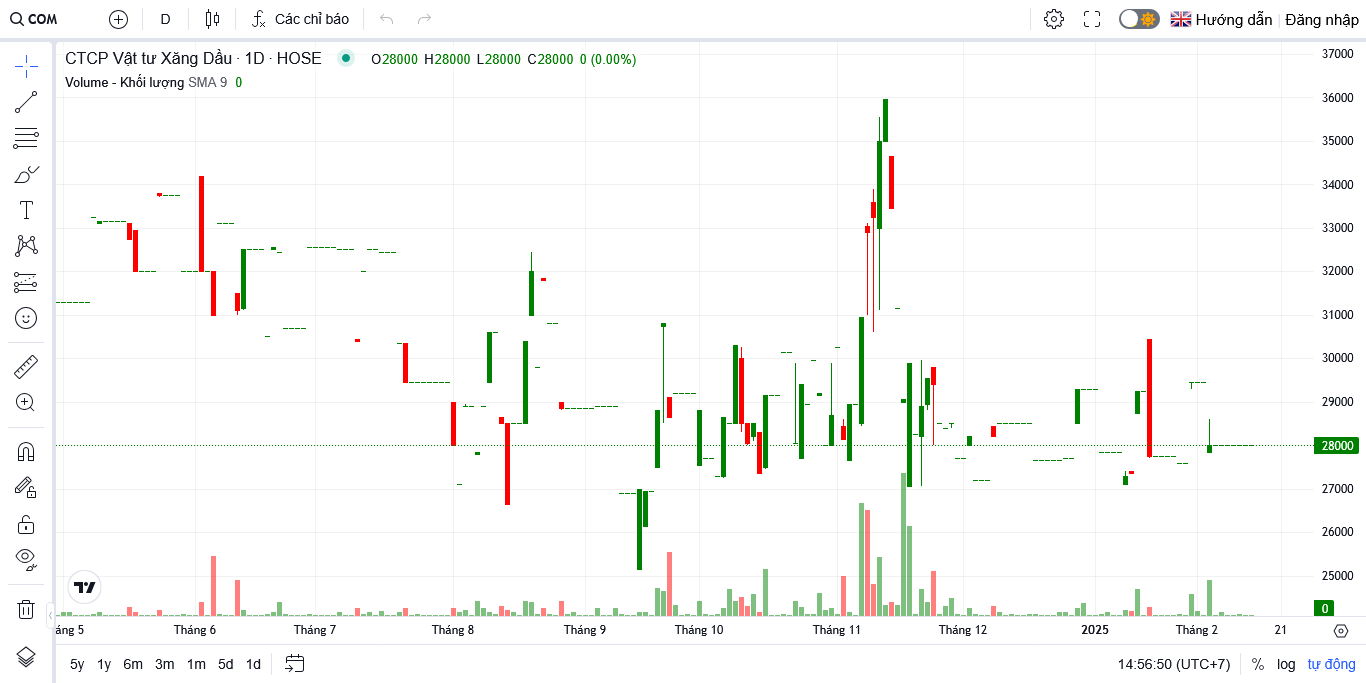 COM D Các chỉ báo Hướng dẫn Đăng nhập
CTCP Vật tư Xăng Dầu · 1D · HOSE O28000 H28000 L28000 C28000 0 (0.00%)
Volume - Khối lượng SMA 9 0
37000
36000
35000
34000
33000
32000
31000
30000
29000
28000
27000
26000
25000
0
áng 5 Tháng 6 Tháng 7 Tháng 8 Tháng 9 Tháng 10 Tháng 11 Tháng 12 2025 Tháng 2 21
5y 1y 6m 3m 1m 5d 1d 14:56:50 (UTC+7) % log tự động